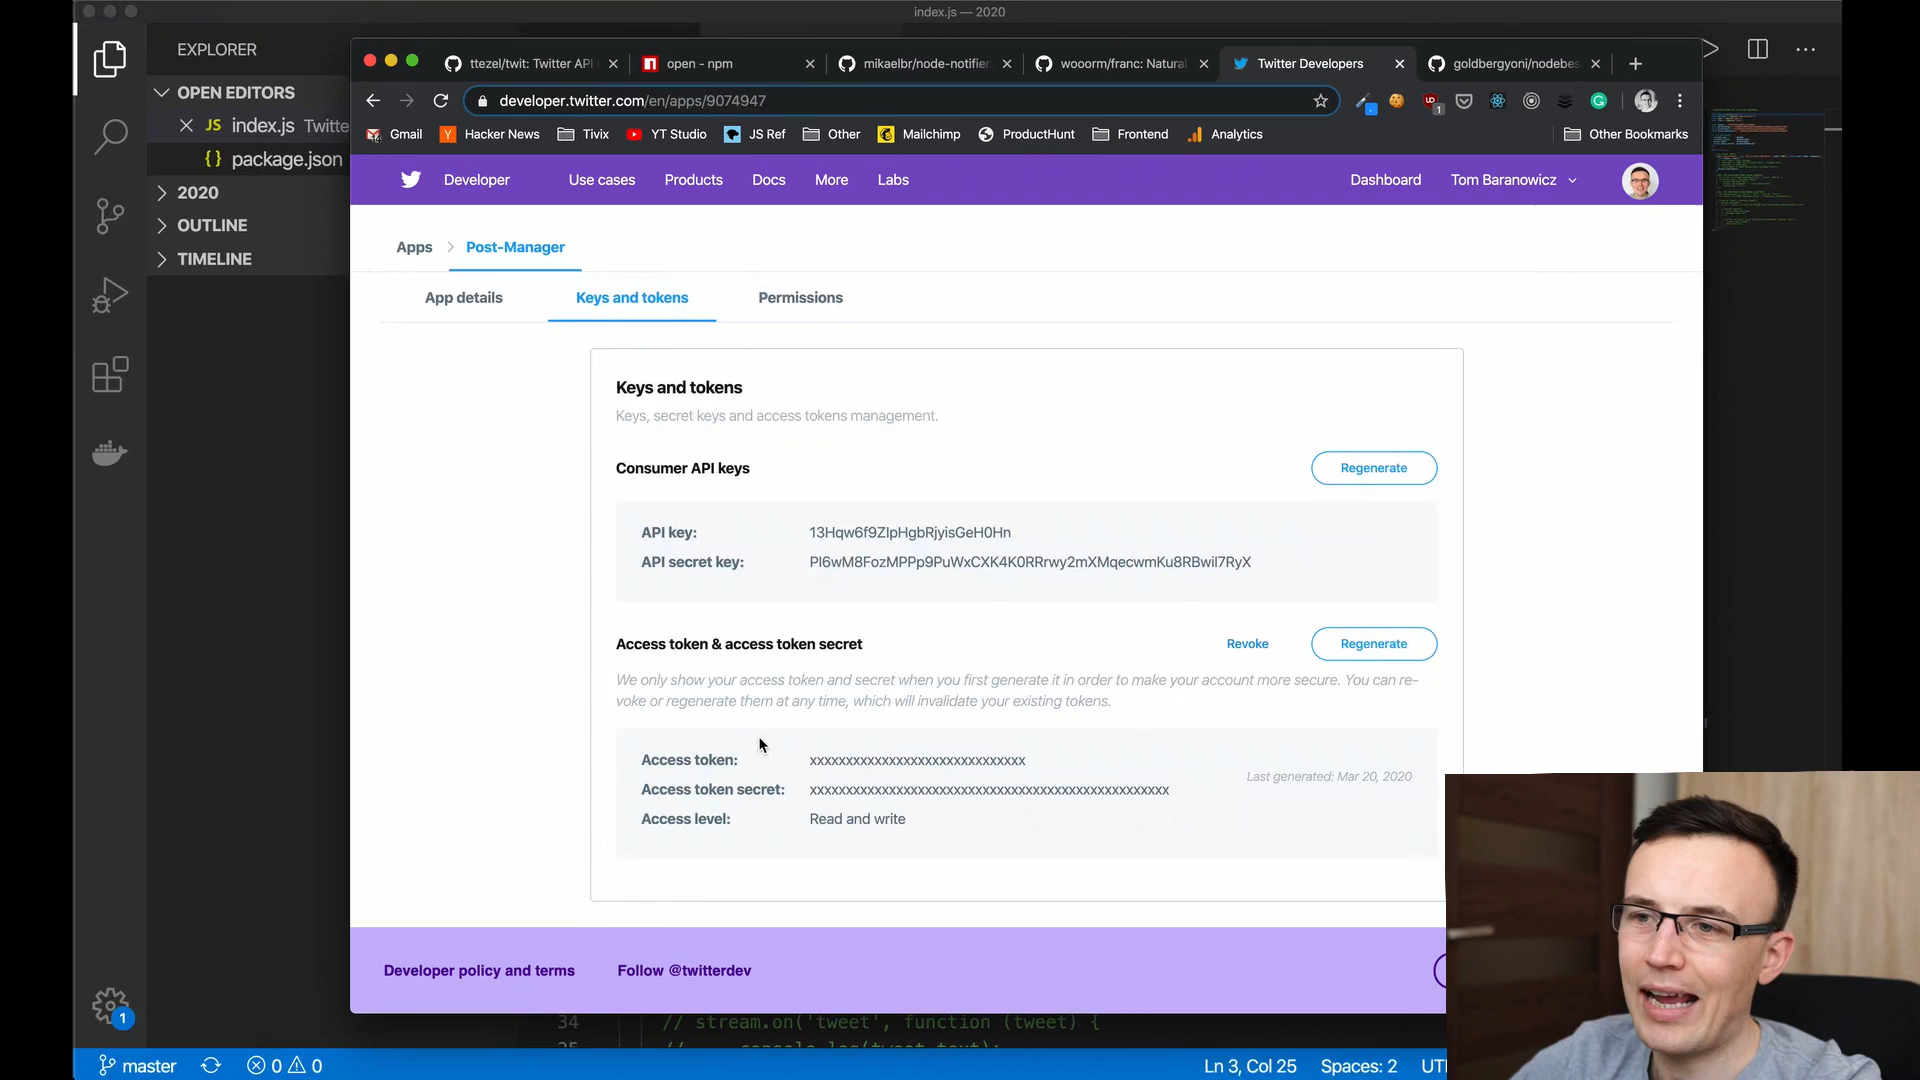 index.js — 2020
EXPLORER
OPEN EDITORS
JS index.js Twitte
{ } package.json
2020
OUTLINE
TIMELINE
ttezel/twit: Twitter API
open - npm
mikaelbr/node-notifier
wooorm/franc: Natural
Twitter Developers
goldbergyoni/nodebes
developer.twitter.com/en/apps/9074947
Gmail
Hacker News
Tivix
YT Studio
JS Ref
Other
Mailchimp
ProductHunt
Frontend
Analytics
Other Bookmarks
Developer
Use cases
Products
Docs
More
Labs
Dashboard
Tom Baranowicz
Apps
Post-Manager
App details
Keys and tokens
Permissions
Keys and tokens
Keys, secret keys and access tokens management.
Consumer API keys
Regenerate
API key: 13Hqw6f9ZIpHgbRjyisGeH0Hn
API secret key: PI6wM8FozMPPp9PuWxCXK4K0RRrwy2mXMqecwmKu8RBwil7RyX
Access token & access token secret
Revoke
Regenerate
We only show your access token and secret when you first generate it in order to make your account more secure. You can re-
voke or regenerate them at any time, which will invalidate your existing tokens.
Access token: xxxxxxxxxxxxxxxxxxxxxxxxxxxxxx
Last generated: Mar 20, 2020
Access token secret: xxxxxxxxxxxxxxxxxxxxxxxxxxxxxxxxxxxxxxxxxxxxxxxxxx
Access level: Read and write
Developer policy and terms
Follow @twitterdev
34 // stream.on('tweet', function (tweet) {
1
master
0 0
Ln 3, Col 25
Spaces: 2